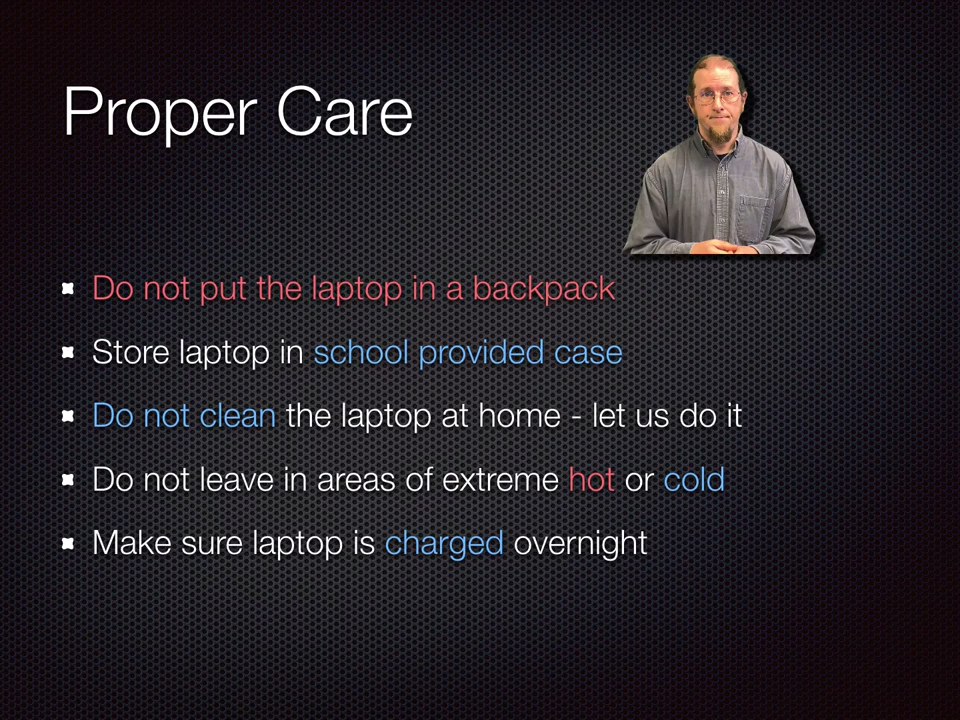 Proper Care
Do not put the laptop in a backpack
Store laptop in school provided case
Do not clean the laptop at home - let us do it
Do not leave in areas of extreme hot or cold
Make sure laptop is charged overnight